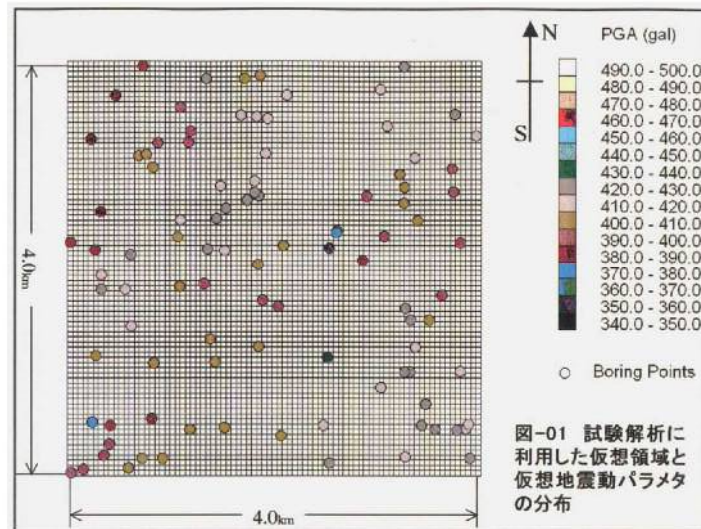 N
S
PGA (gal)
490.0 - 500.0
480.0 - 490.0
470.0 - 480.0
460.0 - 470.0
450.0 - 460.0
440.0 - 450.0
430.0 - 440.0
420.0 - 430.0
410.0 - 420.0
400.0 - 410.0
390.0 - 400.0
380.0 - 390.0
370.0 - 380.0
360.0 - 370.0
350.0 - 360.0
340.0 - 350.0
Boring Points
4.0km
4.0km
図-01 試験解析に
利用した仮想領域と
仮想地震動パラメタ
の分布